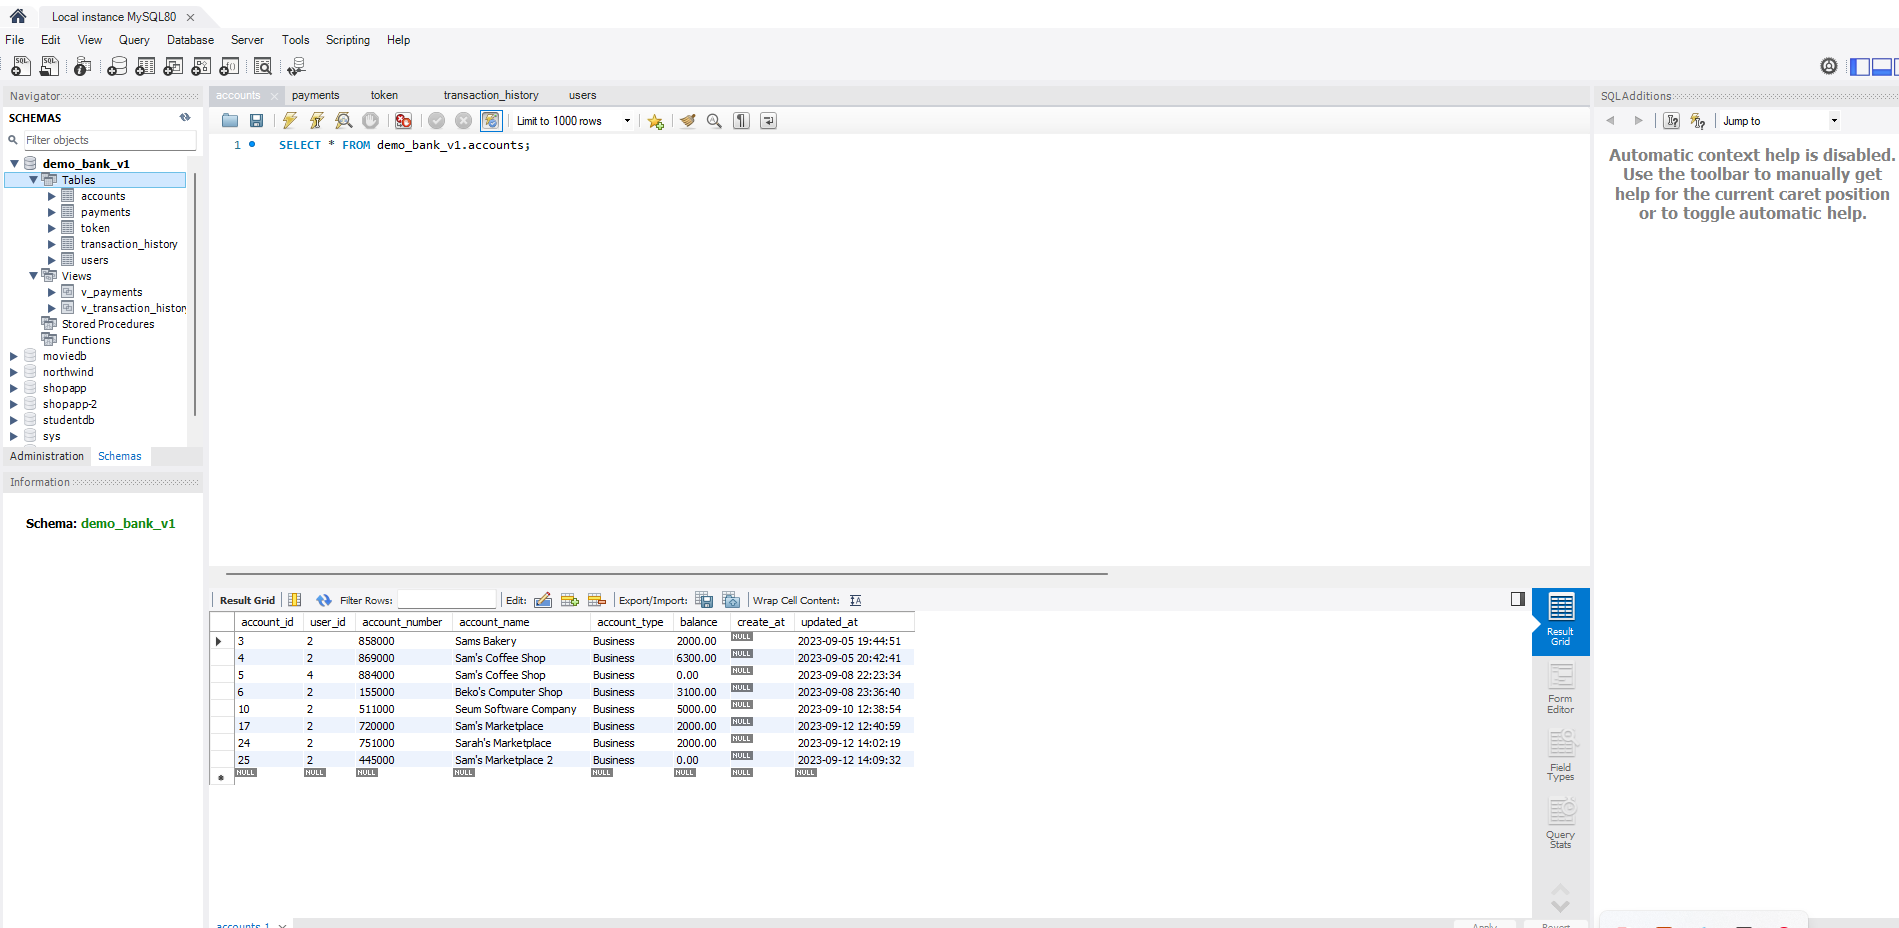 Local instance MySQL80
File Edit View Query Database Server Tools Scripting Help
Navigator
SCHEMAS
Filter objects
demo_bank_v1
Tables
accounts
payments
token
transaction_history
users
Views
v_payments
v_transaction_history
Stored Procedures
Functions
moviedb
northwind
shopapp
shopapp-2
studentdb
sys
Administration Schemas
Information
Schema: demo_bank_v1
accounts payments token transaction_history users
Limit to 1000 rows
1 SELECT * FROM demo_bank_v1.accounts;
Result Grid Filter Rows: Edit: Export/Import: Wrap Cell Content:
account_id user_id account_number account_name account_type balance create_at updated_at
3 2 858000 Sams Bakery Business 2000.00 NULL 2023-09-05 19:44:51
4 2 869000 Sam's Coffee Shop Business 6300.00 NULL 2023-09-05 20:42:41
5 4 884000 Sam's Coffee Shop Business 0.00 NULL 2023-09-08 22:23:34
6 2 155000 Beko's Computer Shop Business 3100.00 NULL 2023-09-08 23:36:40
10 2 511000 Seum Software Company Business 5000.00 NULL 2023-09-10 12:38:54
17 2 720000 Sam's Marketplace Business 2000.00 NULL 2023-09-12 12:40:59
24 2 751000 Sarah's Marketplace Business 2000.00 NULL 2023-09-12 14:02:19
25 2 445000 Sam's Marketplace 2 Business 0.00 NULL 2023-09-12 14:09:32
NULL NULL NULL NULL NULL NULL NULL NULL
Result
Grid
Form
Editor
Field
Types
Query
Stats
accounts 1
Apply Revert
SQLAdditions
Jump to
Automatic context help is disabled.
Use the toolbar to manually get
help for the current caret position
or to toggle automatic help.